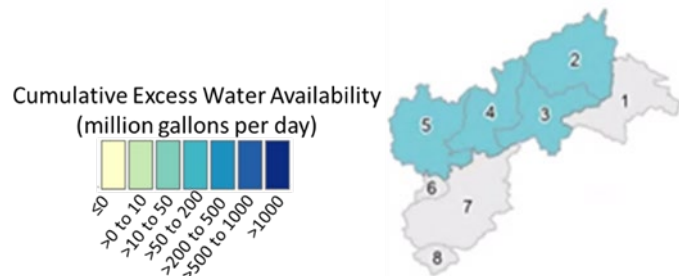 Cumulative Excess Water Availability
(million gallons per day)
≤0
>0 to 10
>10 to 50
>50 to 200
>200 to 500
>500 to 1000
>1000
2
1
3
4
5
6
7
8